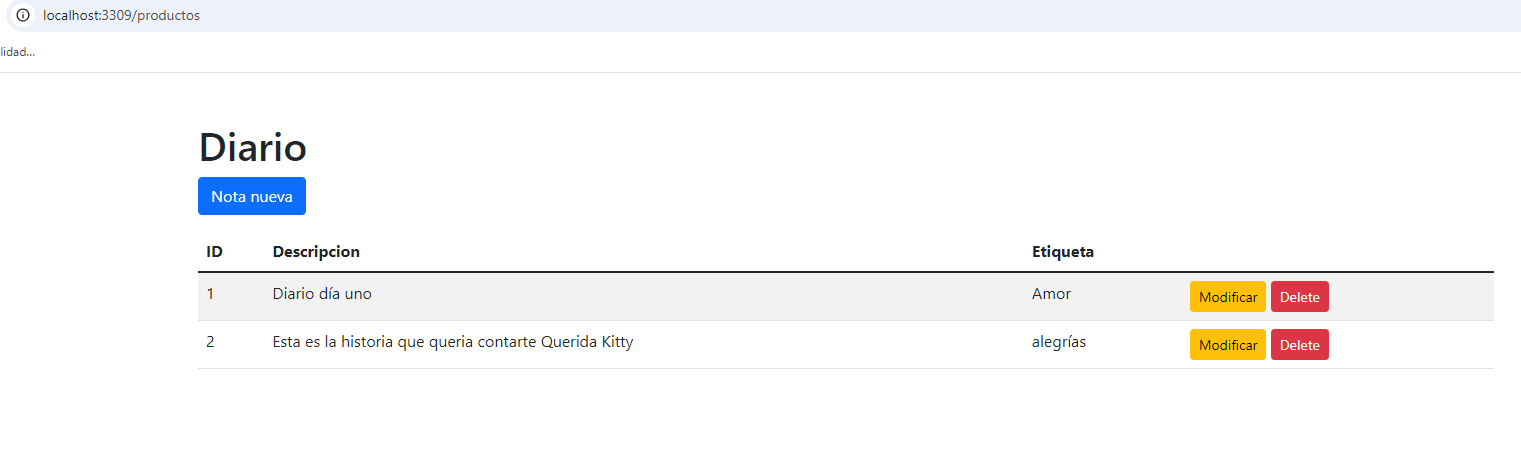 localhost:3309/productos
lidad...
Diario
Nota nueva
ID Descripcion Etiqueta
1 Diario día uno Amor Modificar Delete
2 Esta es la historia que queria contarte Querida Kitty alegrías Modificar Delete